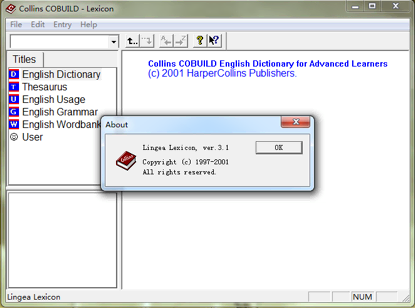 Collins COBUILD - Lexicon
File Edit Entry Help
Titles
D English Dictionary
T Thesaurus
U English Usage
G English Grammar
W English Wordbank
User
Collins COBUILD English Dictionary for Advanced Learners
(c) 2001 HarperCollins Publishers.
About
Lingea Lexicon, ver.3.1
OK
Copyright (c) 1997-2001
All rights reserved.
Lingea Lexicon
NUM